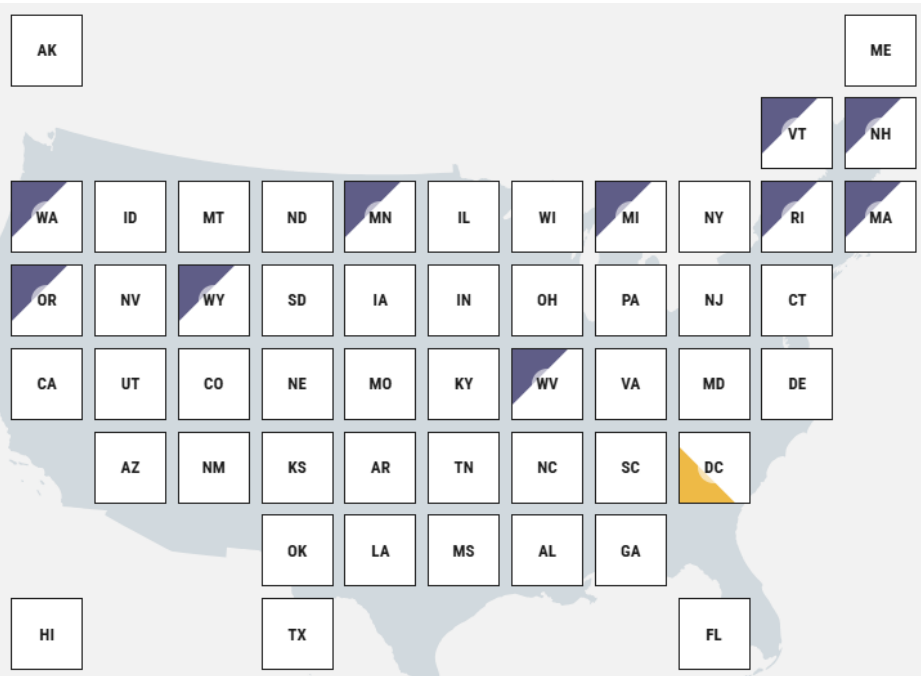 AK ME
VT NH
WA ID MT ND MN IL WI MI NY RI MA
OR NV WY SD IA IN OH PA NJ CT
CA UT CO NE MO KY WV VA MD DE
AZ NM KS AR TN NC SC DC
OK LA MS AL GA
HI TX FL